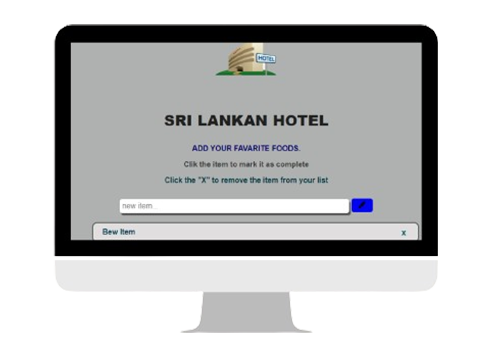 HOTEL
SRI LANKAN HOTEL
ADD YOUR FAVARITE FOODS.
Clik the item to mark it as complete
Click the "X" to remove the item from your list
new item..
Bew Item x